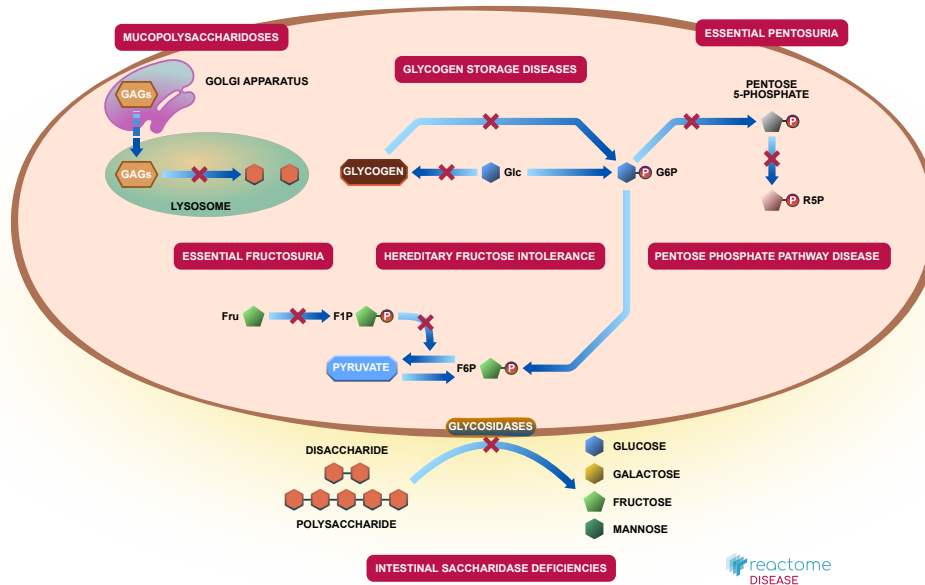 MUCOPOLYSACCHARIDOSES
ESSENTIAL PENTOSURIA
GLYCOGEN STORAGE DISEASES
GOLGI APPARATUS
GAGs
PENTOSE
5-PHOSPHATE
P
GAGs
LYSOSOME
GLYCOGEN
Glc
P
G6P
P
R5P
ESSENTIAL FRUCTOSURIA
HEREDITARY FRUCTOSE INTOLERANCE
PENTOSE PHOSPHATE PATHWAY DISEASE
Fru
F1P
P
PYRUVATE
F6P
P
GLYCOSIDASES
DISACCHARIDE
POLYSACCHARIDE
GLUCOSE
GALACTOSE
FRUCTOSE
MANNOSE
INTESTINAL SACCHARIDASE DEFICIENCIES
reactome
DISEASE